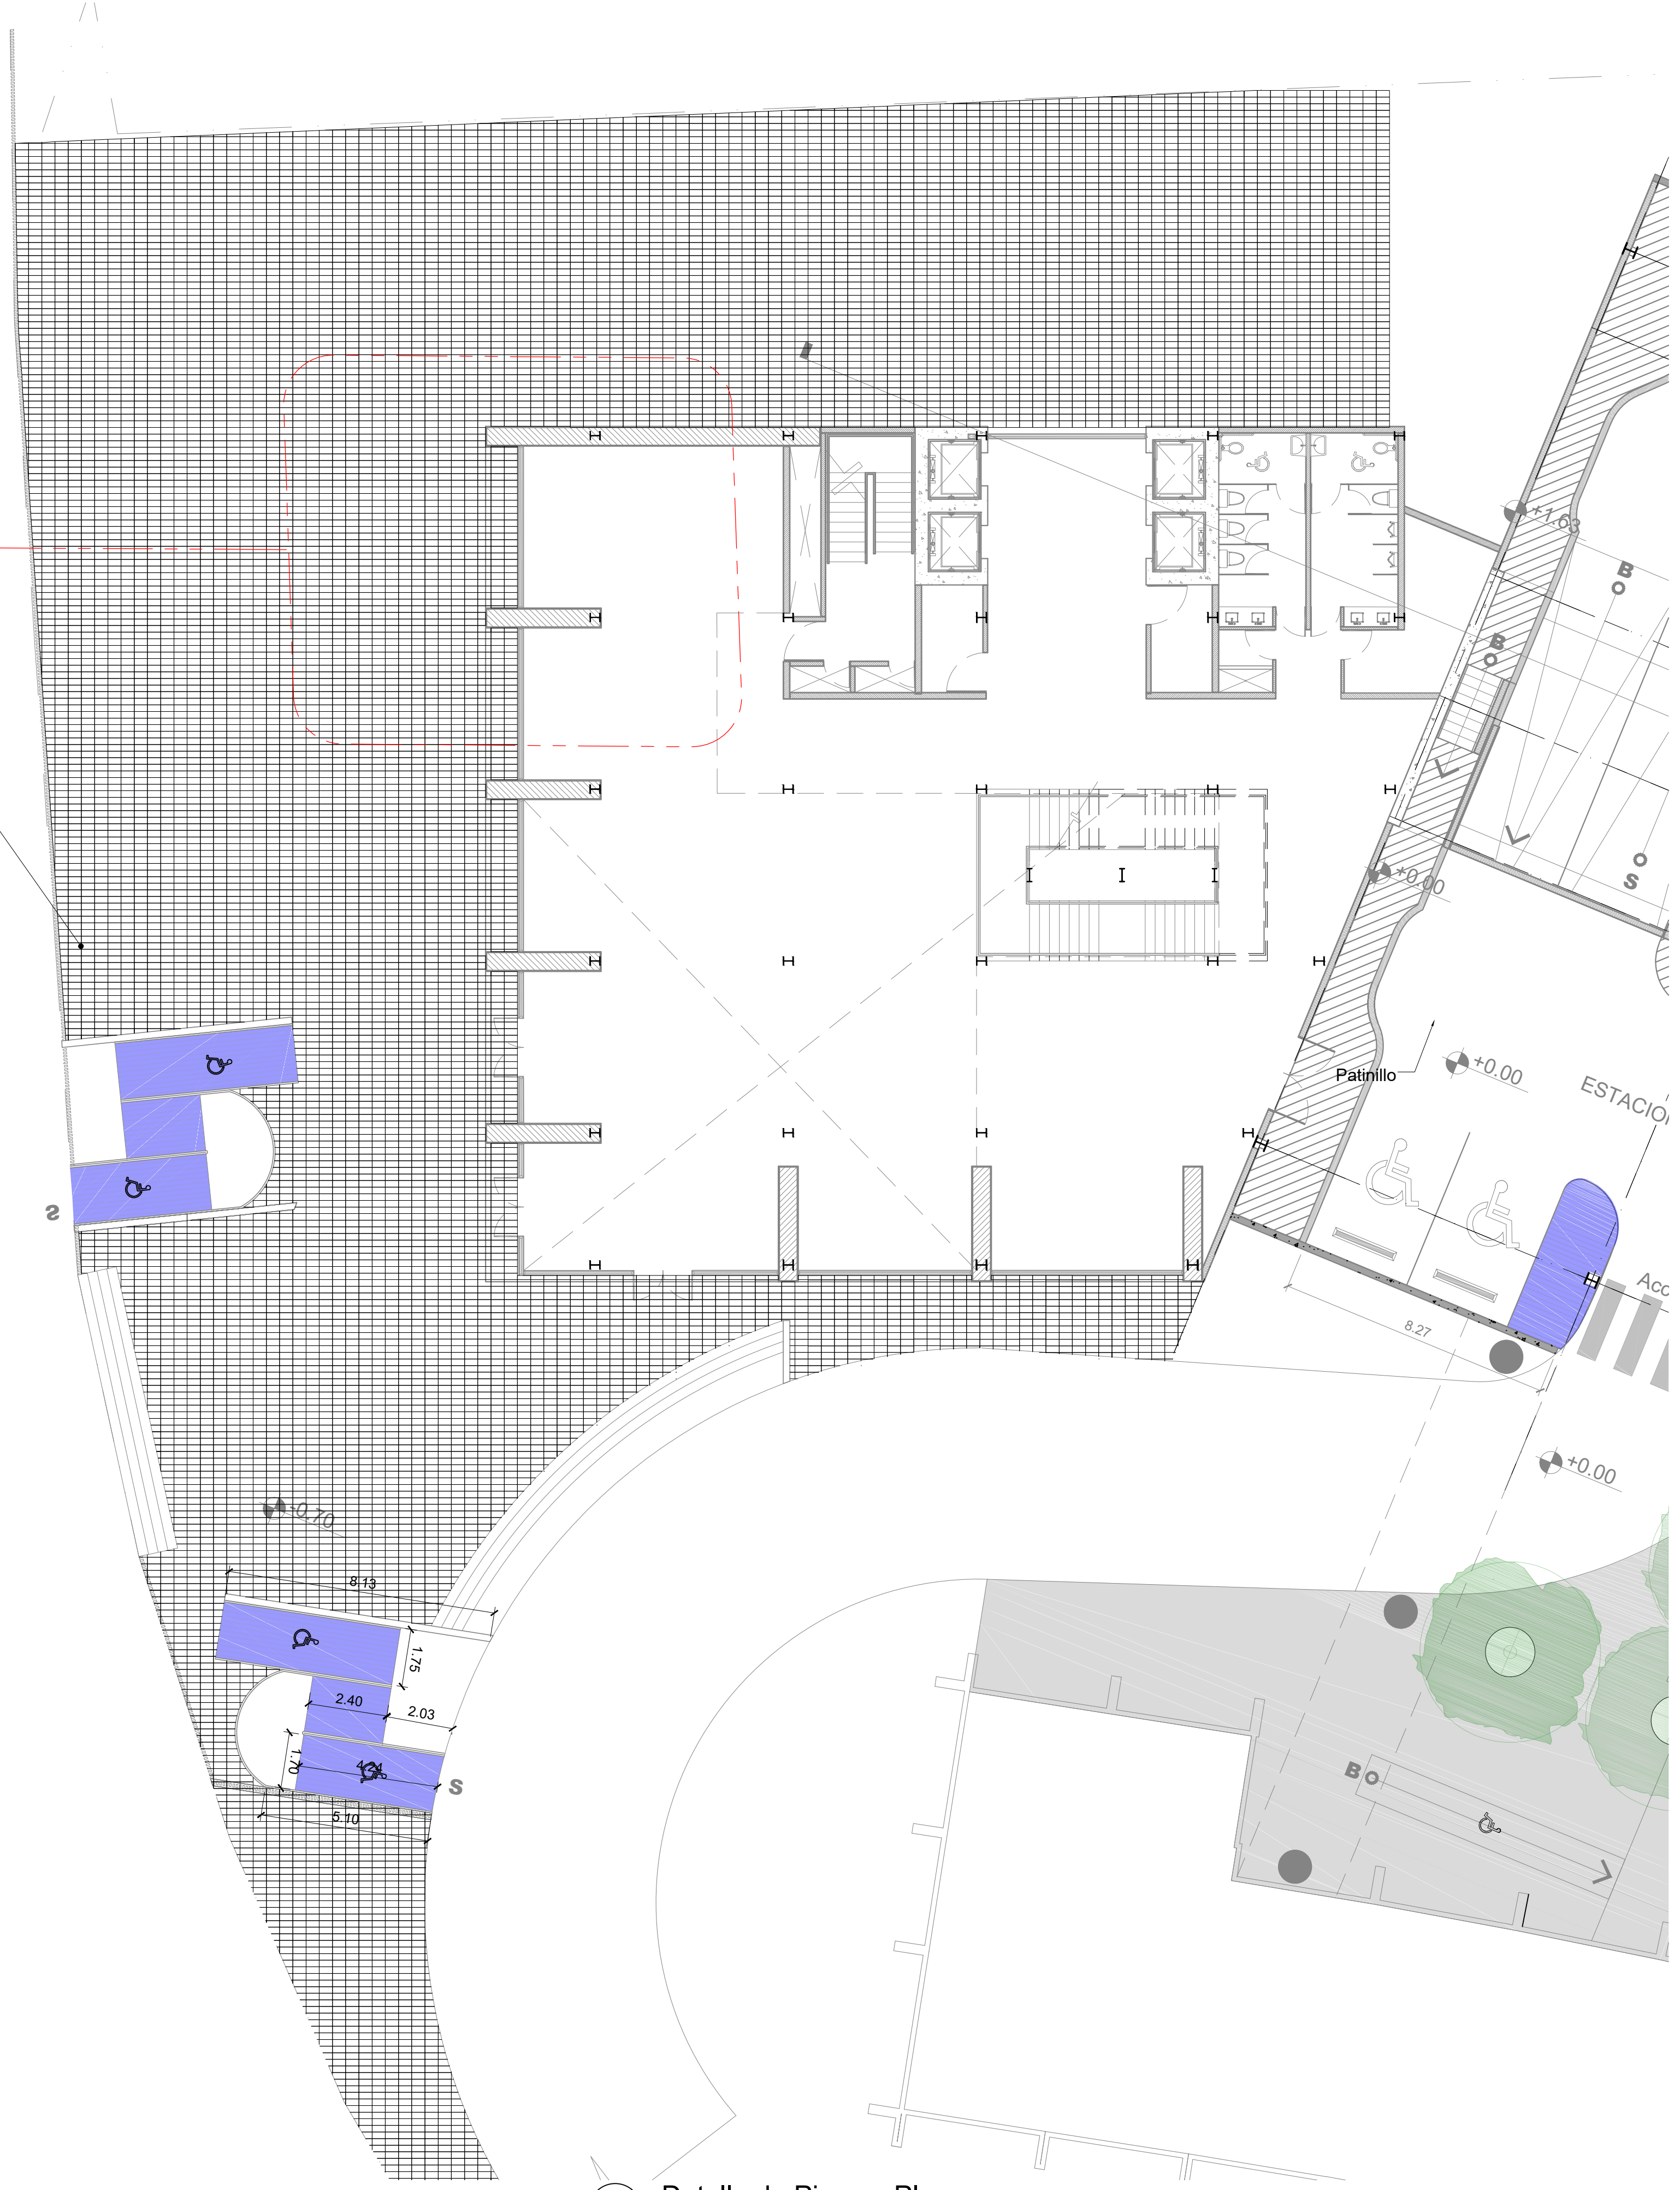 +1.63
B
B
S
+0.00
Patinillo
+0.00
ESTACIO
S
Acc
8.27
+0.00
-0.70
8.13
1.75
2.40
2.03
1.70
S
5.10
B